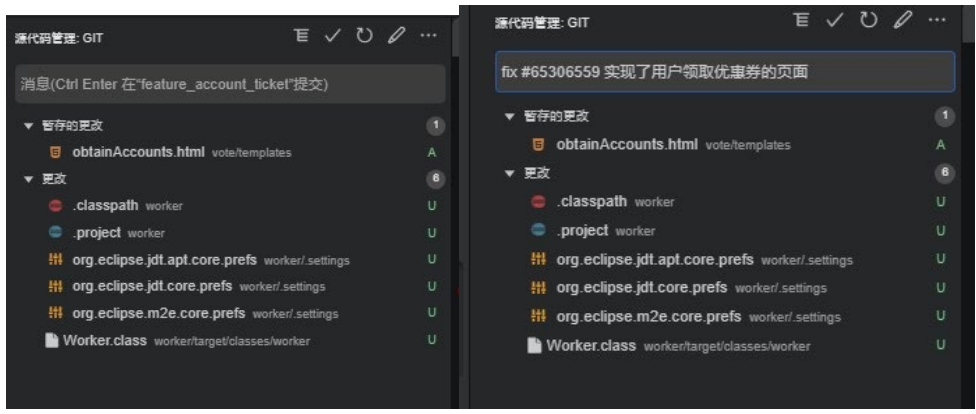 源代码管理: GIT
消息(Ctrl Enter 在“feature_account_ticket”提交)
暂存的更改 1
obtainAccounts.html vote/templates A
更改 6
.classpath worker U
.project worker U
org.eclipse.jdt.apt.core.prefs worker/.settings U
org.eclipse.jdt.core.prefs worker/.settings U
org.eclipse.m2e.core.prefs worker/.settings U
Worker.class worker/target/classes/worker U
源代码管理: GIT
fix #65306559 实现了用户领取优惠券的页面
暂存的更改 1
obtainAccounts.html vote/templates A
更改 6
.classpath worker U
.project worker U
org.eclipse.jdt.apt.core.prefs worker/.settings U
org.eclipse.jdt.core.prefs worker/.settings U
org.eclipse.m2e.core.prefs worker/.settings U
Worker.class worker/target/classes/worker U